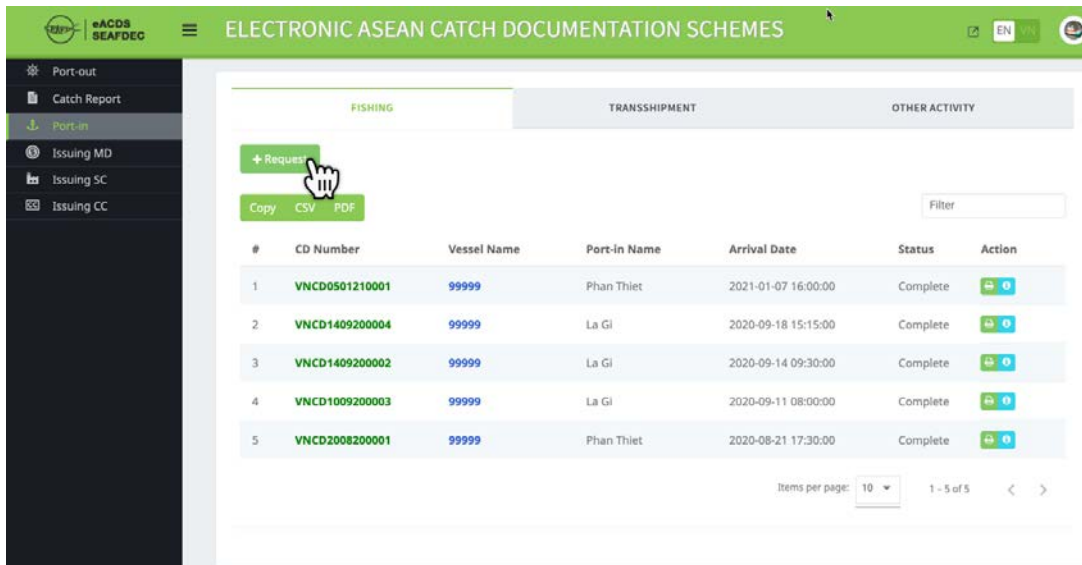 eACDS
SEAFDEC
ELECTRONIC ASEAN CATCH DOCUMENTATION SCHEMES
EN VN
Port-out
Catch Report
Port-in
Issuing MD
Issuing SC
Issuing CC
FISHING TRANSSHIPMENT OTHER ACTIVITY
+ Request
Copy CSV PDF Filter
# CD Number Vessel Name Port-in Name Arrival Date Status Action
1 VNCD0501210001 99999 Phan Thiet 2021-01-07 16:00:00 Complete
2 VNCD1409200004 99999 La Gi 2020-09-18 15:15:00 Complete
3 VNCD1409200002 99999 La Gi 2020-09-14 09:30:00 Complete
4 VNCD1009200003 99999 La Gi 2020-09-11 08:00:00 Complete
5 VNCD2008200001 99999 Phan Thiet 2020-08-21 17:30:00 Complete
Items per page: 10 1 - 5 of 5